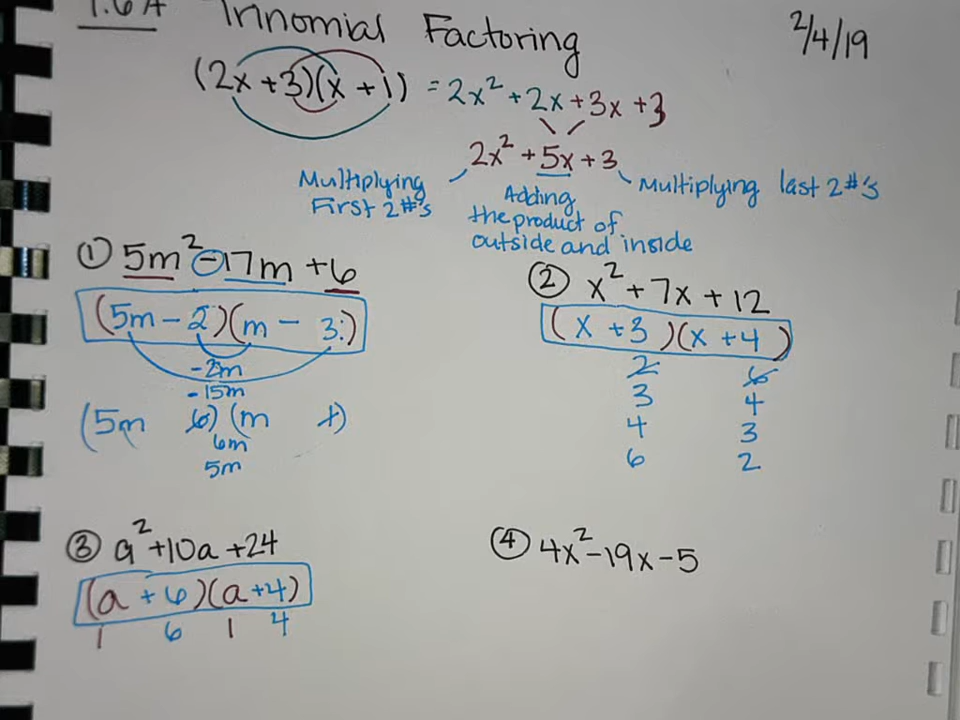 1.6A Trinomial Factoring 2/4/19
(2x + 3)(x + 1) = 2x² + 2x + 3x + 3
2x² + 5x + 3
Multiplying First 2 #'s
Adding the product of outside and inside
Multiplying last 2 #'s
① 5m² - 17m + 6
(5m - 2)(m - 3)
-2m
-15m
(5m 6)(m 1)
6m
5m
② x² + 7x + 12
(x + 3)(x + 4)
2 6
3 4
4 3
6 2
③ a² + 10a + 24
(a + 6)(a + 4)
1 6 1 4
④ 4x² - 19x - 5